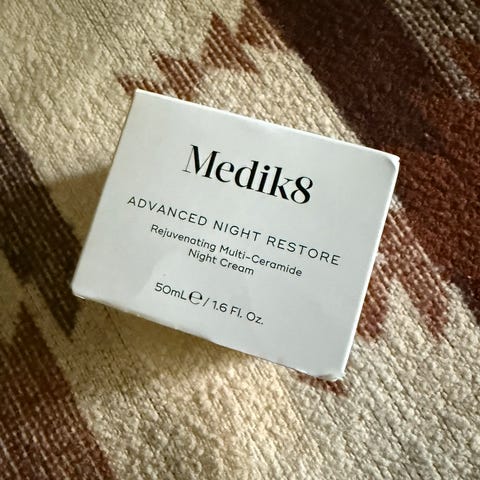 Medik8
ADVANCED NIGHT RESTORE
Rejuvenating Multi-Ceramide
Night Cream
50mL℮ / 1.6 Fl. Oz.